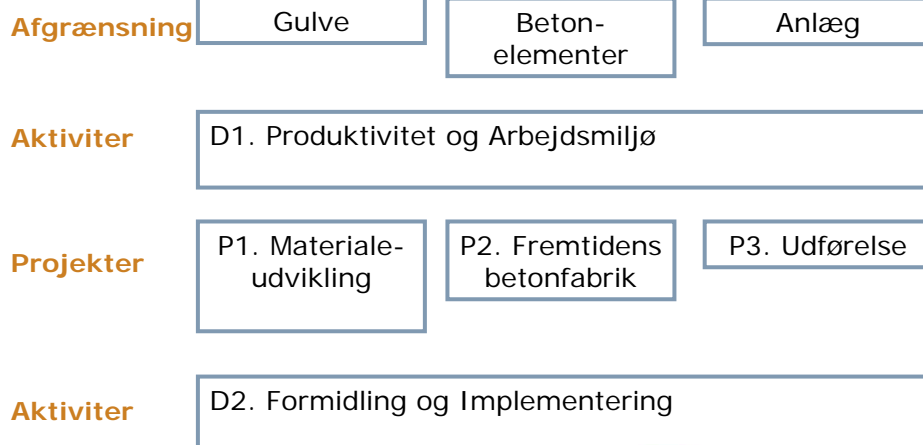 Afgrænsning
Gulve
Beton-
elementer
Anlæg
Aktiviter
D1. Produktivitet og Arbejdsmiljø
Projekter
P1. Materiale-
udvikling
P2. Fremtidens
betonfabrik
P3. Udførelse
Aktiviter
D2. Formidling og Implementering